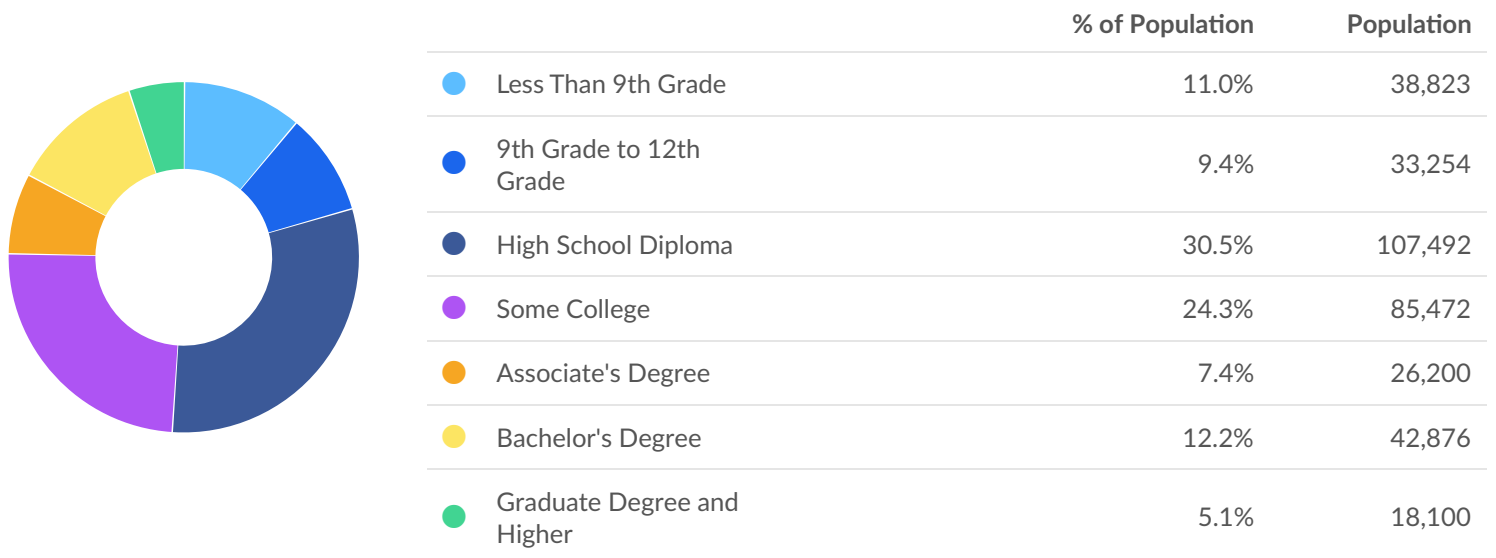 % of Population Population
Less Than 9th Grade 11.0% 38,823
9th Grade to 12th
Grade 9.4% 33,254
High School Diploma 30.5% 107,492
Some College 24.3% 85,472
Associate's Degree 7.4% 26,200
Bachelor's Degree 12.2% 42,876
Graduate Degree and
Higher 5.1% 18,100